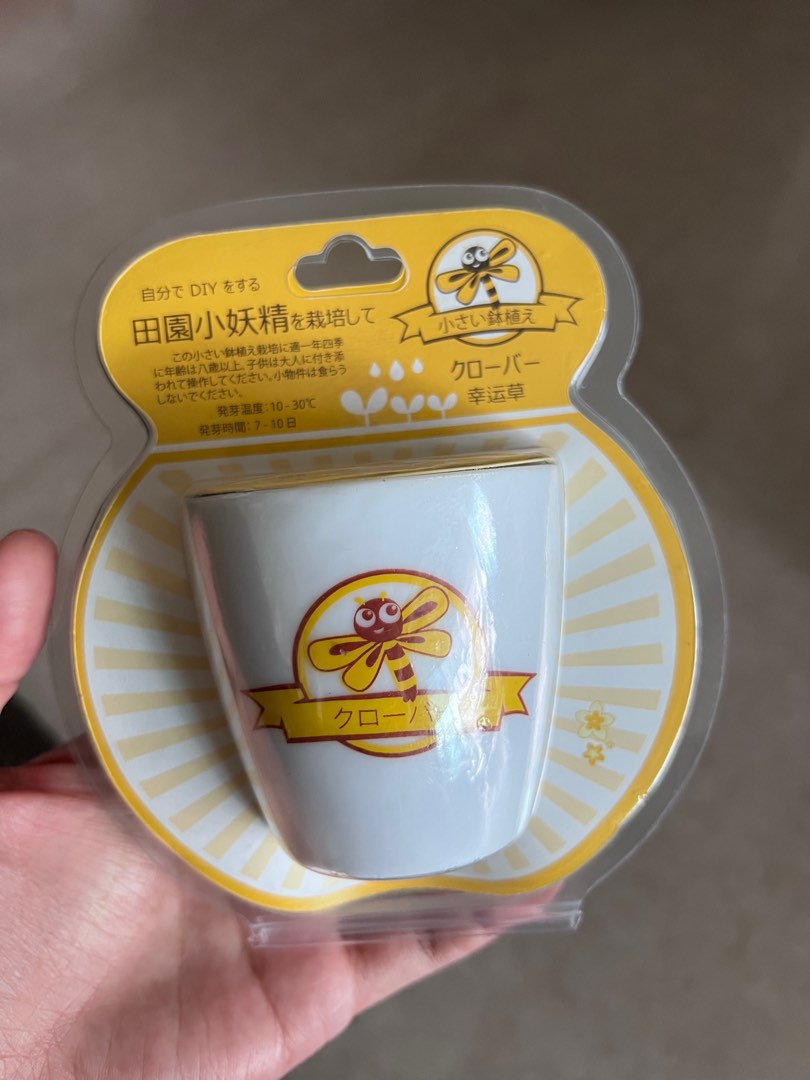 自分で DIY をする
田園小妖精を栽培して
この小さい鉢植え栽培に適一年四季
に年齢は八歳以上、子供は大人に付き添
われて操作してください。小物件は食らう
しないでください。
発芽温度：10 - 30℃
発芽時間：7 - 10 日
小さい鉢植え
クローバー
幸运草
クローバ